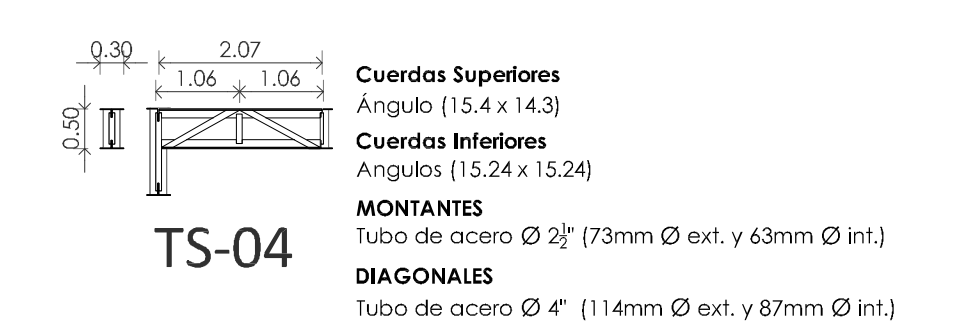 0.30
2.07
1.06
1.06
0.50
TS-04
Cuerdas Superiores
Ángulo (15.4 x 14.3)
Cuerdas Inferiores
Angulos (15.24 x 15.24)
MONTANTES
Tubo de acero Ø 2½" (73mm Ø ext. y 63mm Ø int.)
DIAGONALES
Tubo de acero Ø 4" (114mm Ø ext. y 87mm Ø int.)